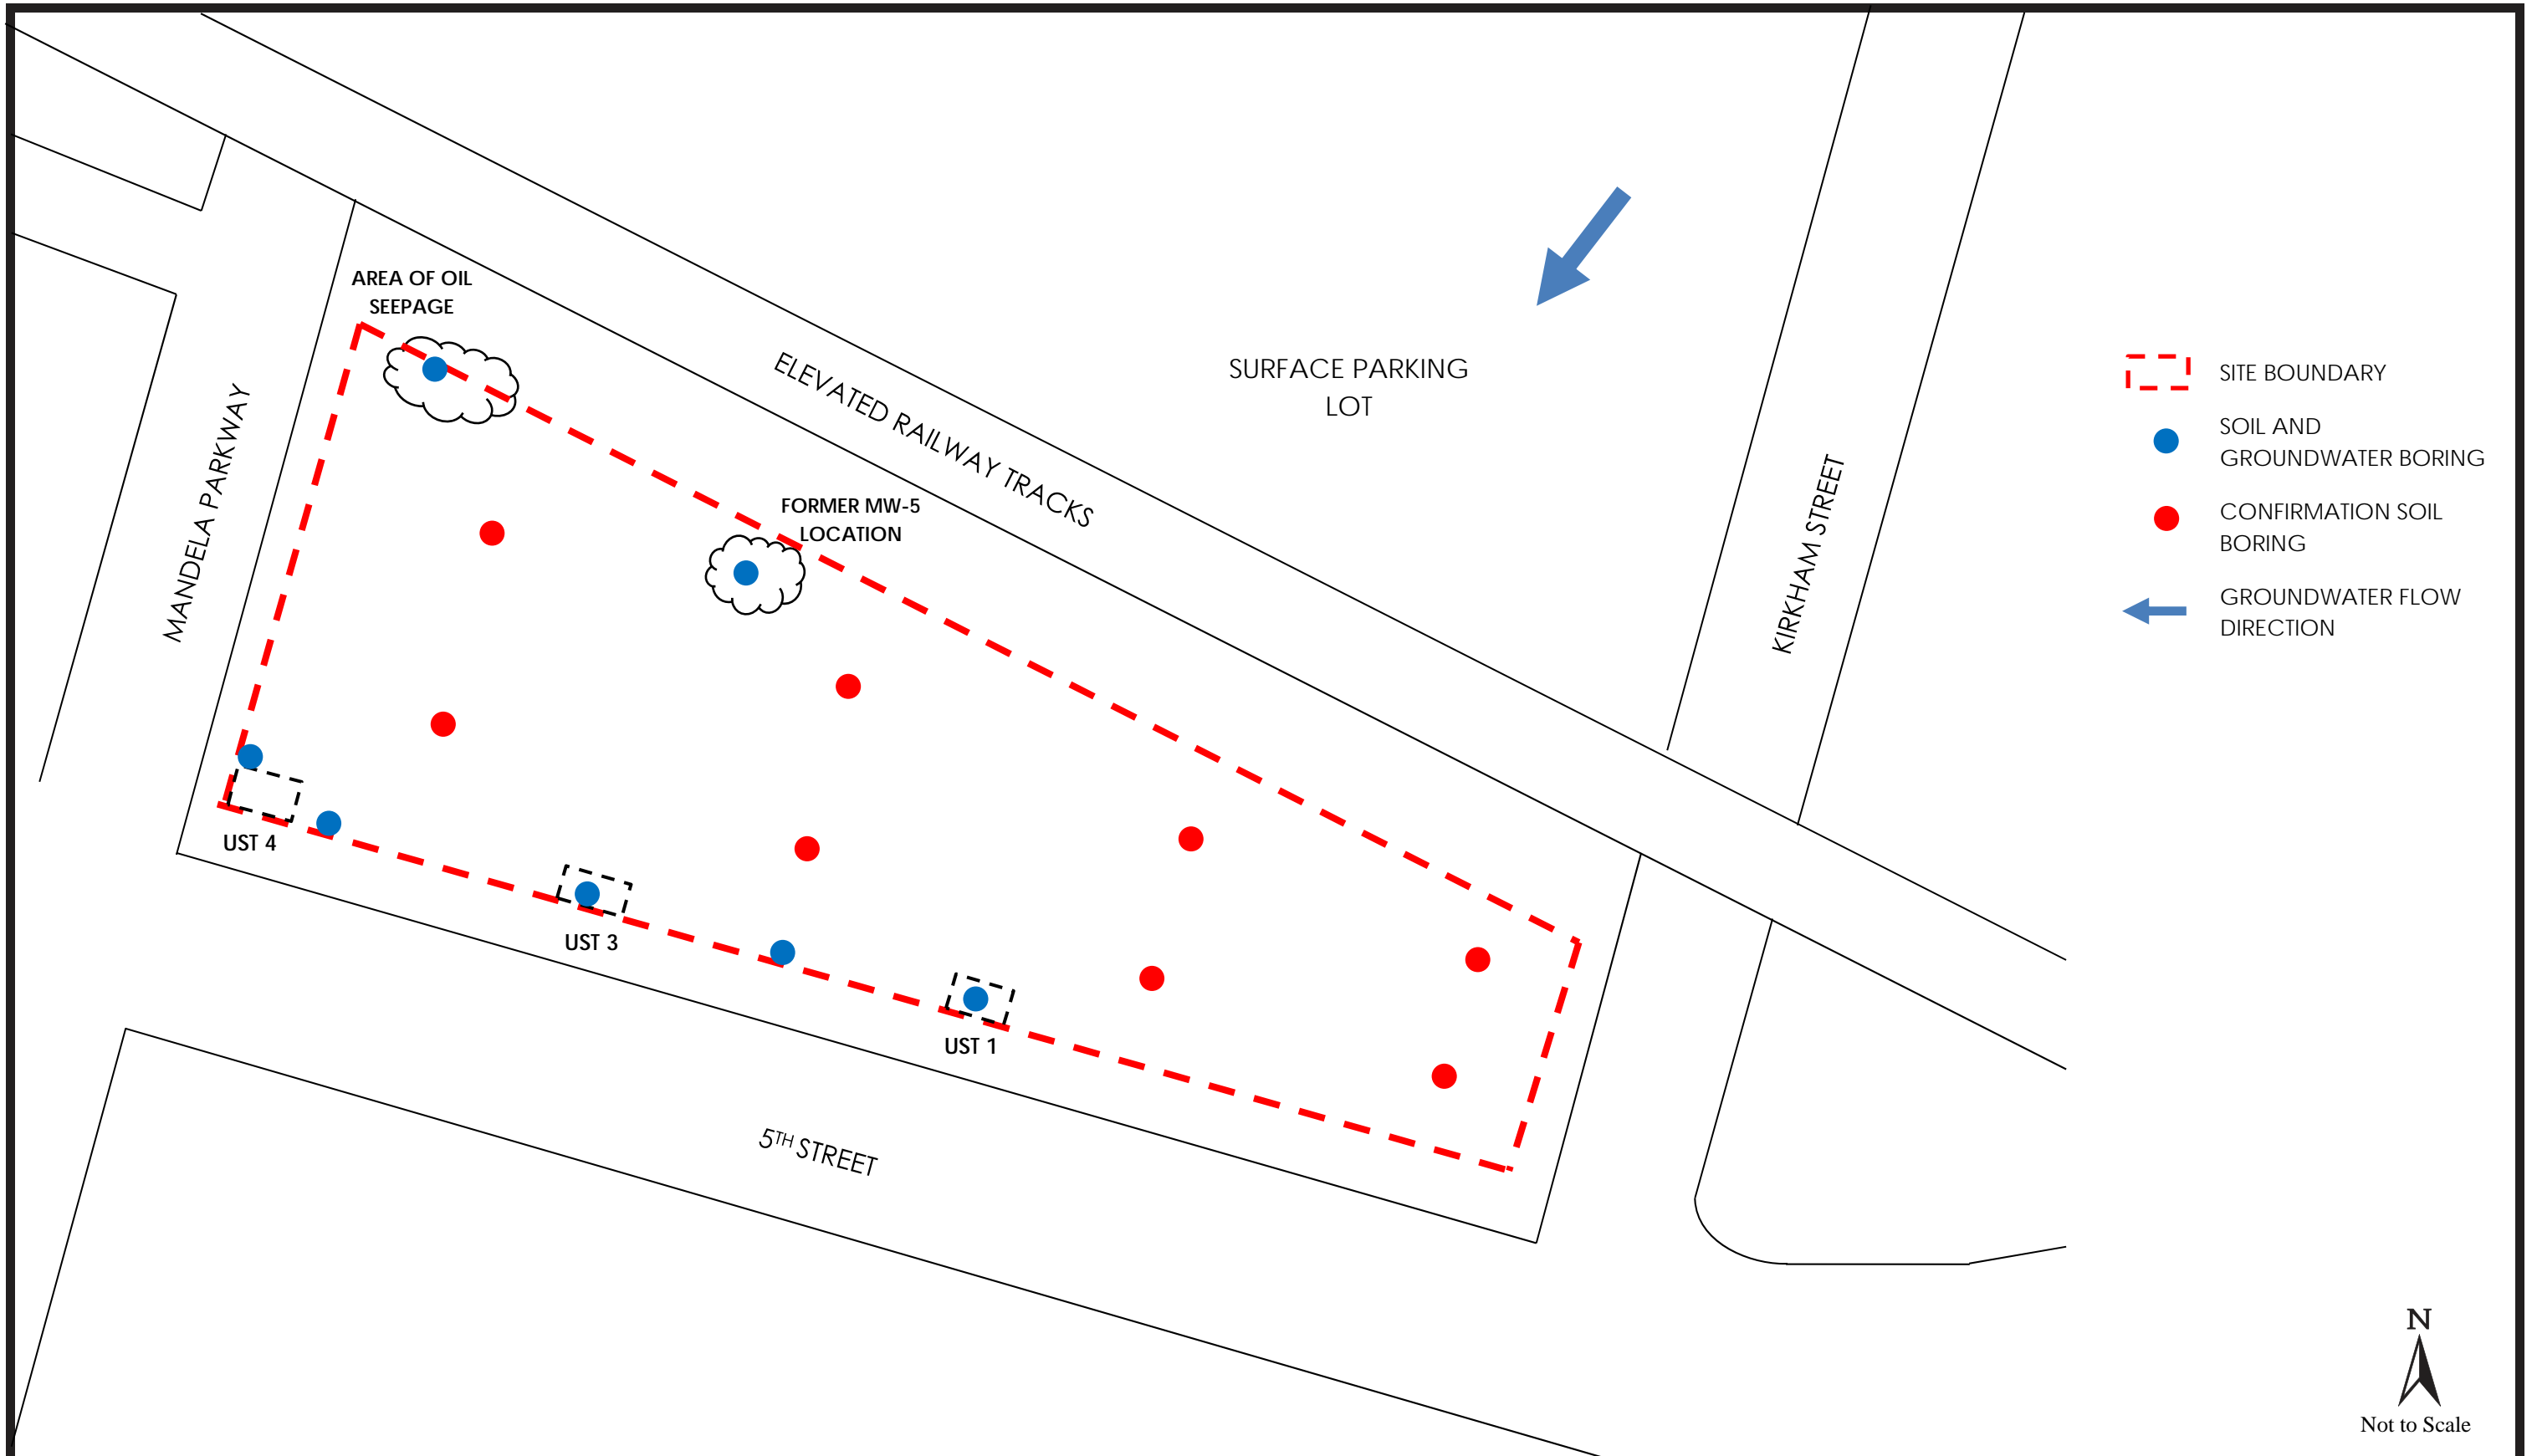 AREA OF OIL
SEEPAGE
ELEVATED RAILWAY TRACKS
SURFACE PARKING
LOT
MANDELA PARKWAY
FORMER MW-5
LOCATION
KIRKHAM STREET
UST 4
UST 3
UST 1
5TH STREET
SITE BOUNDARY
SOIL AND
GROUNDWATER BORING
CONFIRMATION SOIL
BORING
GROUNDWATER FLOW
DIRECTION
N
Not to Scale